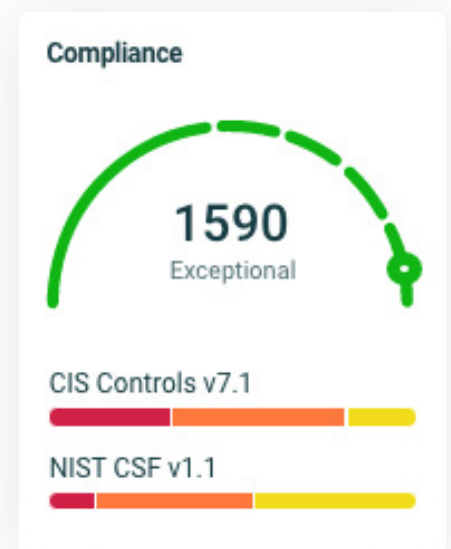 Compliance
1590
Exceptional
CIS Controls v7.1
NIST CSF v1.1